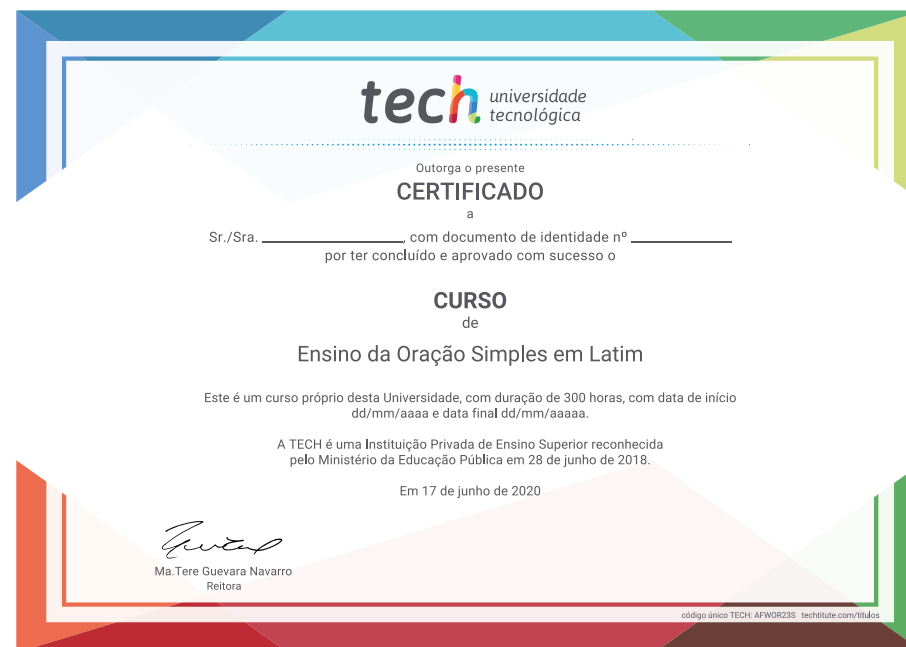 tech universidade
tecnológica
Outorga o presente
CERTIFICADO
a
Sr./Sra. ________________, com documento de identidade nº ____________
por ter concluído e aprovado com sucesso o
CURSO
de
Ensino da Oração Simples em Latim
Este é um curso próprio desta Universidade, com duração de 300 horas, com data de início
dd/mm/aaaa e data final dd/mm/aaaaa.
A TECH é uma Instituição Privada de Ensino Superior reconhecida
pelo Ministério da Educação Pública em 28 de junho de 2018.
Em 17 de junho de 2020
Ma.Tere Guevara Navarro
Reitora
código único TECH: AFWOR23S techtitute.com/titulos